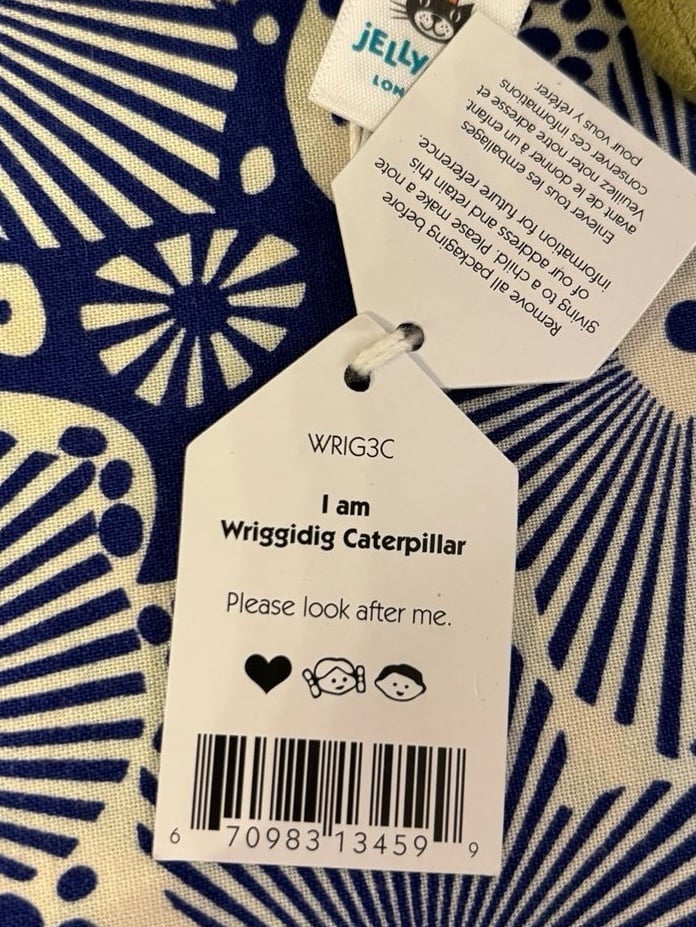 JELLY
LON
Remove all packaging before
giving to a child. Please make a note
of our address and retain this
information for future reference.
Enlever tous les emballages
avant de le donner à un enfant
Veuillez noter notre adresse et
conserver ces informations
pour vous y référer.
WRIG3C
I am
Wriggidig Caterpillar
Please look after me.
6 70983 13459 9